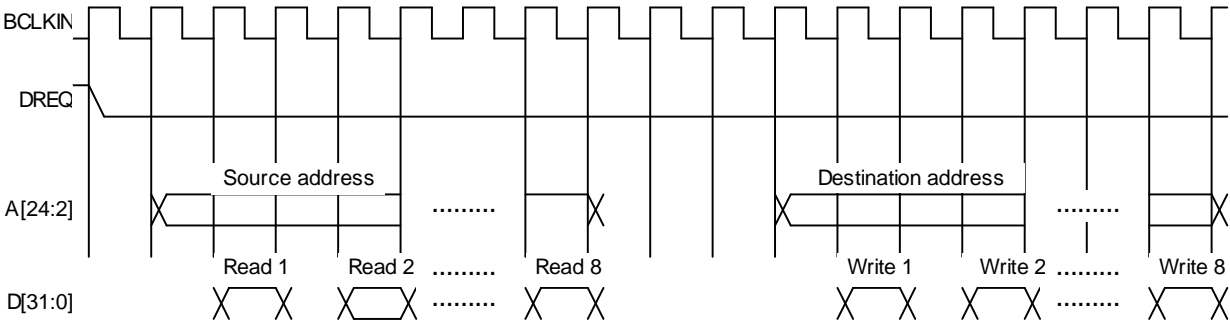 BCLKIN
DREQ
Source address Destination address
A[24:2] ......... .........
Read 1 Read 2 ......... Read 8 Write 1 Write 2 ......... Write 8
D[31:0] ......... .........